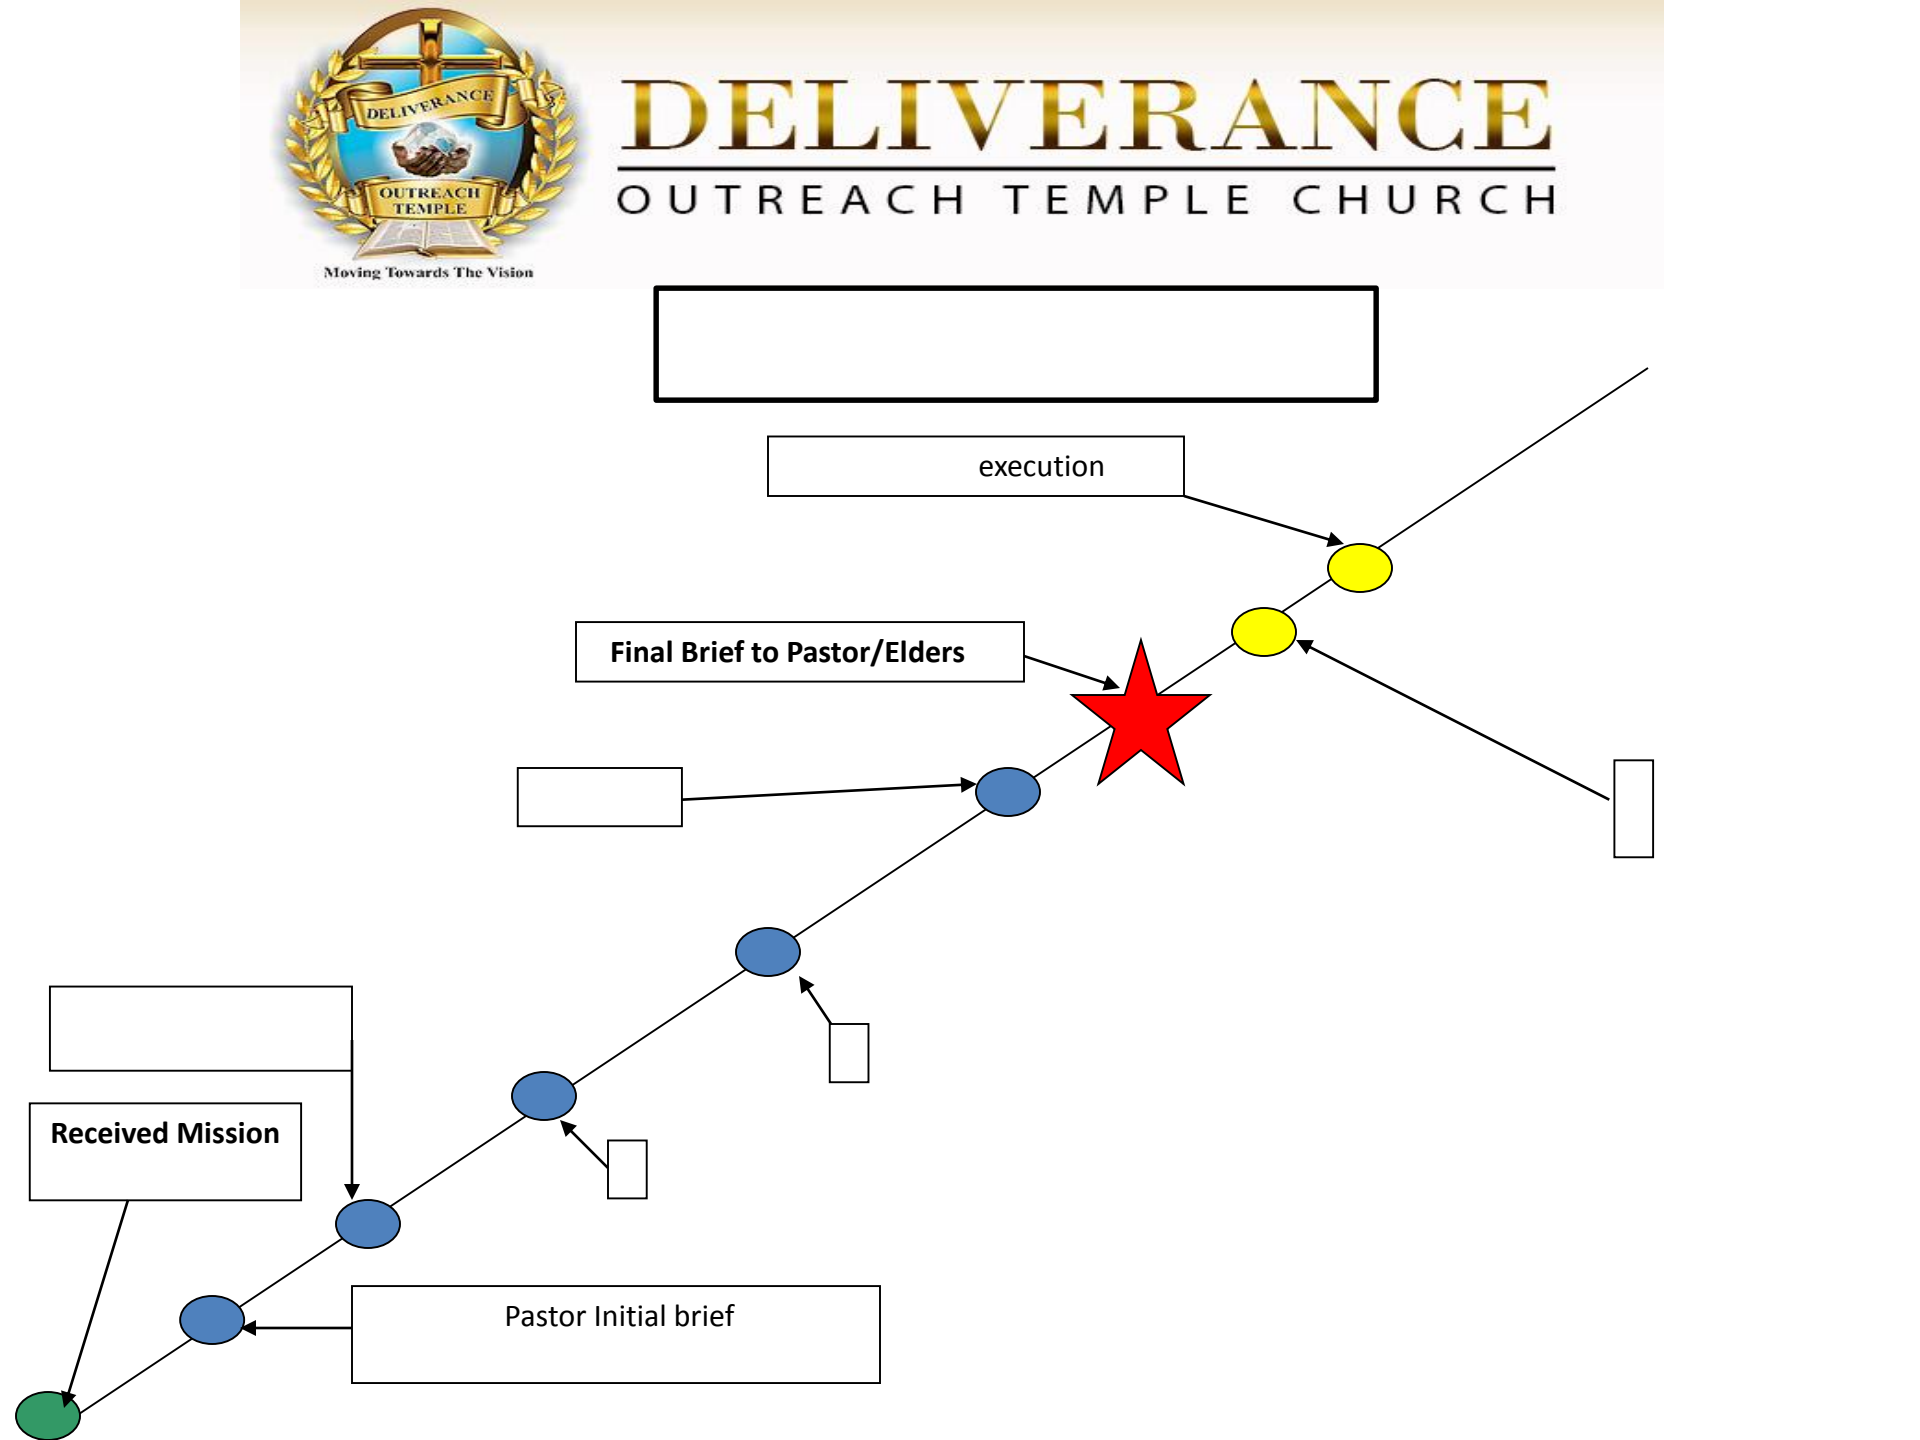 DELIVERANCE
OUTREACH
TEMPLE
Moving Towards The Vision
DELIVERANCE
OUTREACH TEMPLE CHURCH
execution
Final Brief to Pastor/Elders
Received Mission
Pastor Initial brief